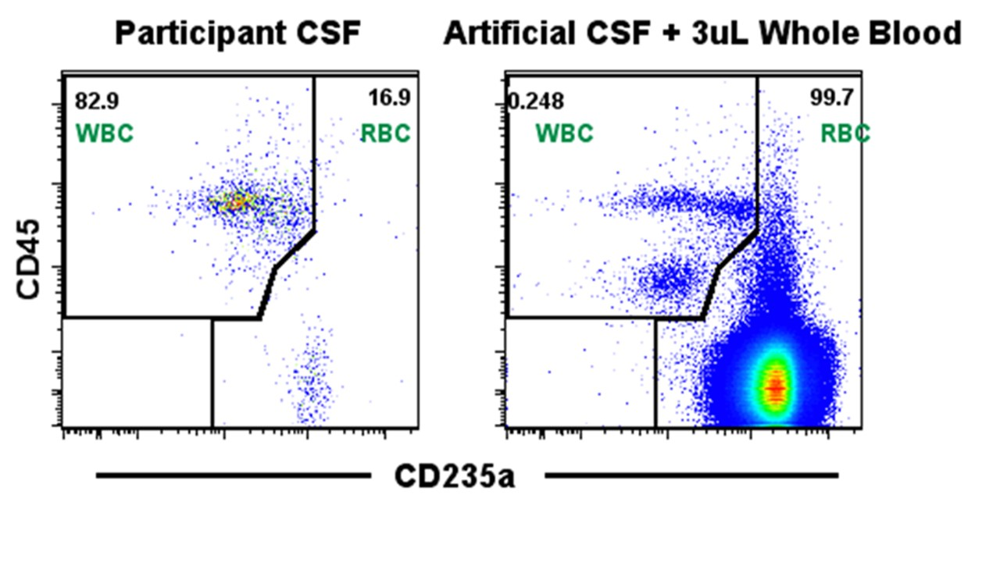 Participant CSF
Artificial CSF + 3uL Whole Blood
82.9
16.9
WBC
RBC
0.248
99.7
WBC
RBC
CD45
CD235a